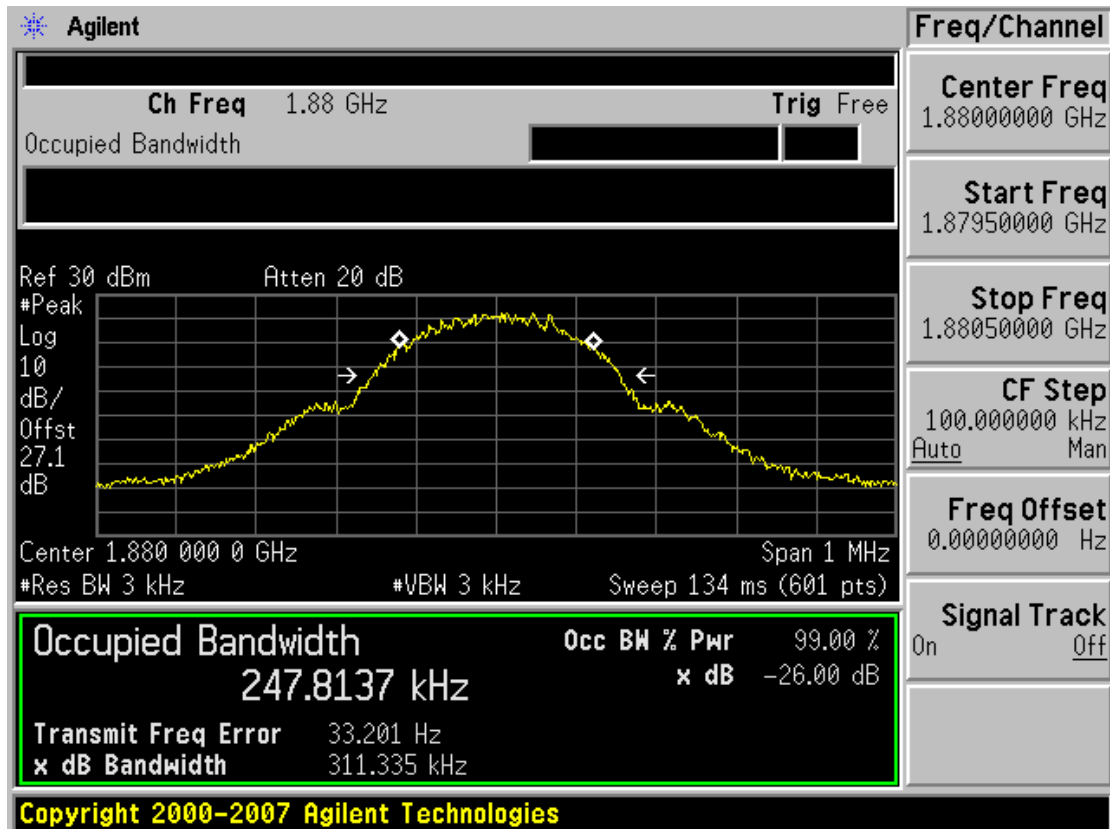 Agilent
Freq/Channel
Ch Freq 1.88 GHz Trig Free
Occupied Bandwidth
Center Freq
1.88000000 GHz
Start Freq
1.87950000 GHz
Stop Freq
1.88050000 GHz
CF Step
100.000000 kHz
Auto Man
Freq Offset
0.00000000 Hz
Signal Track
On Off
Ref 30 dBm Atten 20 dB
#Peak
Log
10
dB/
Offst
27.1
dB
Center 1.880 000 0 GHz Span 1 MHz
#Res BW 3 kHz #VBW 3 kHz Sweep 134 ms (601 pts)
Occupied Bandwidth
247.8137 kHz
Occ BW % Pwr 99.00 %
x dB -26.00 dB
Transmit Freq Error 33.201 Hz
x dB Bandwidth 311.335 kHz
Copyright 2000-2007 Agilent Technologies